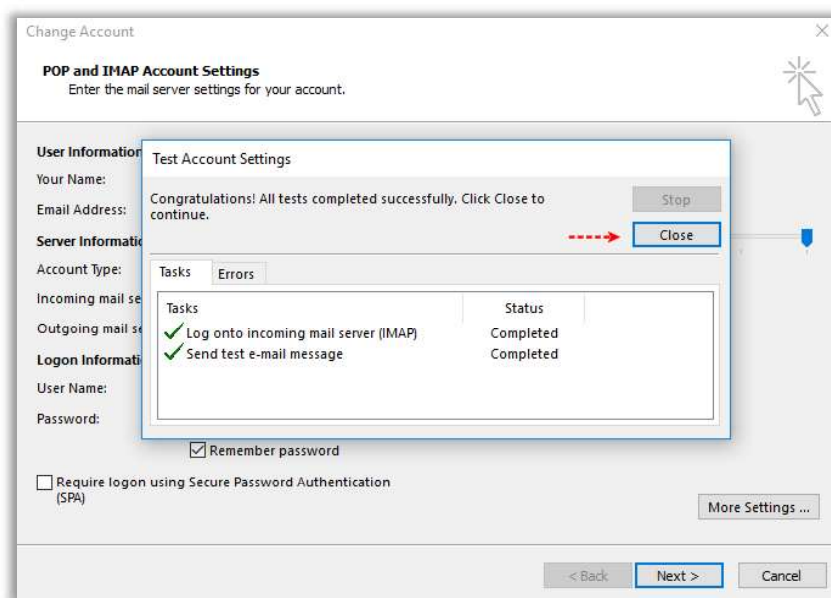 Change Account
POP and IMAP Account Settings
Enter the mail server settings for your account.
User Information
Your Name:
Email Address:
Server Informatic
Account Type:
Incoming mail se
Outgoing mail se
Logon Informati
User Name:
Password:
Test Account Settings
Congratulations! All tests completed successfully. Click Close to
continue.
Stop
Close
Tasks Errors
Tasks Status
Log onto incoming mail server (IMAP) Completed
Send test e-mail message Completed
Remember password
Require logon using Secure Password Authentication
(SPA)
More Settings ...
< Back Next > Cancel